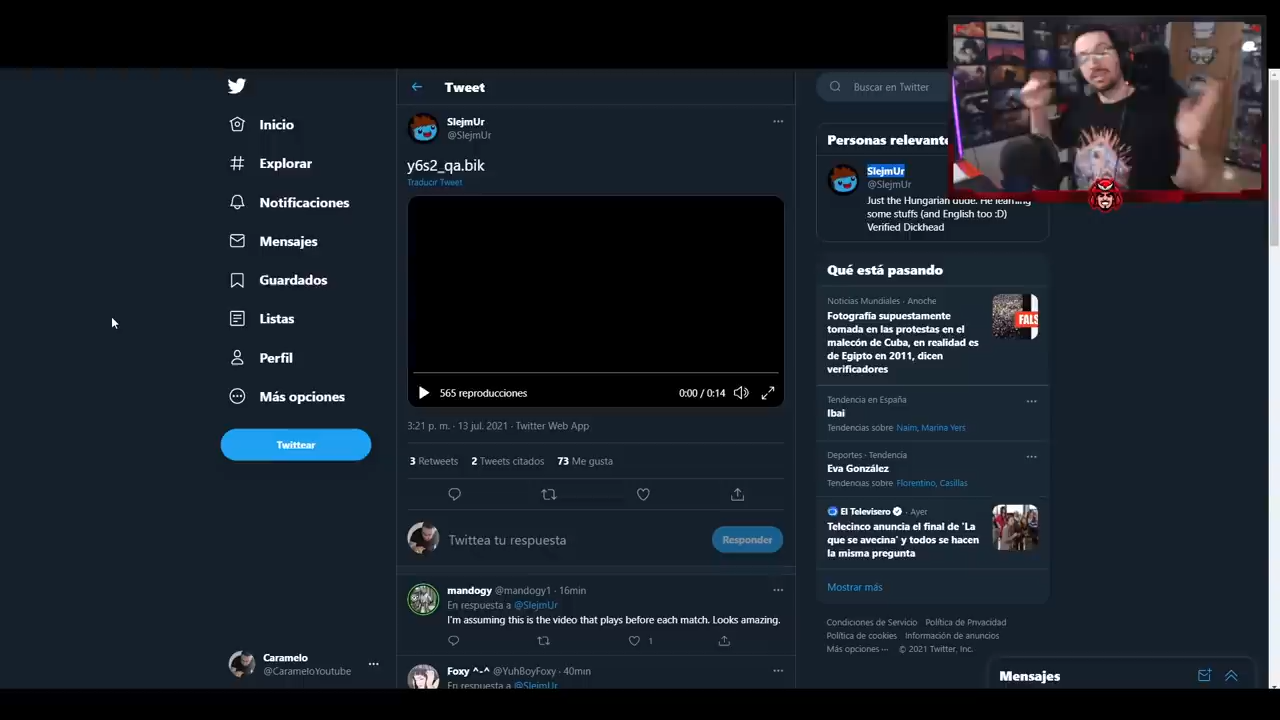 Inicio
Explorar
Notificaciones
Mensajes
Guardados
Listas
Perfil
Más opciones
Twittear
Caramelo
@CarameloYoutube
Tweet
SlejmUr
@SlejmUr
y6s2_qa.bik
Traducir Tweet
565 reproducciones
0:00 / 0:14
3:21 p. m. · 13 jul. 2021 · Twitter Web App
3 Retweets 2 Tweets citados 73 Me gusta
Twittea tu respuesta
Responder
mandogy @mandogy1 · 16min
En respuesta a @SlejmUr
I'm assuming this is the video that plays before each match. Looks amazing.
1
Foxy ^-^ @YuhBoyFoxy · 40min
En respuesta a @SlejmUr
Buscar en Twitter
Personas relevante
SlejmUr
@SlejmUr
Just the Hungarian dude. He learning
some stuffs (and English too :D)
Verified Dickhead
Qué está pasando
Noticias Mundiales · Anoche
Fotografía supuestamente
tomada en las protestas en el
malecón de Cuba, en realidad es
de Egipto en 2011, dicen
verificadores
FALS
Tendencia en España
Ibai
Tendencias sobre Naim, Marina Yers
Deportes · Tendencia
Eva González
Tendencias sobre Florentino, Casillas
El Televisero · Ayer
Telecinco anuncia el final de 'La
que se avecina' y todos se hacen
la misma pregunta
Mostrar más
Condiciones de Servicio Política de Privacidad
Política de cookies Información de anuncios
Más opciones ··· © 2021 Twitter, Inc.
Mensajes